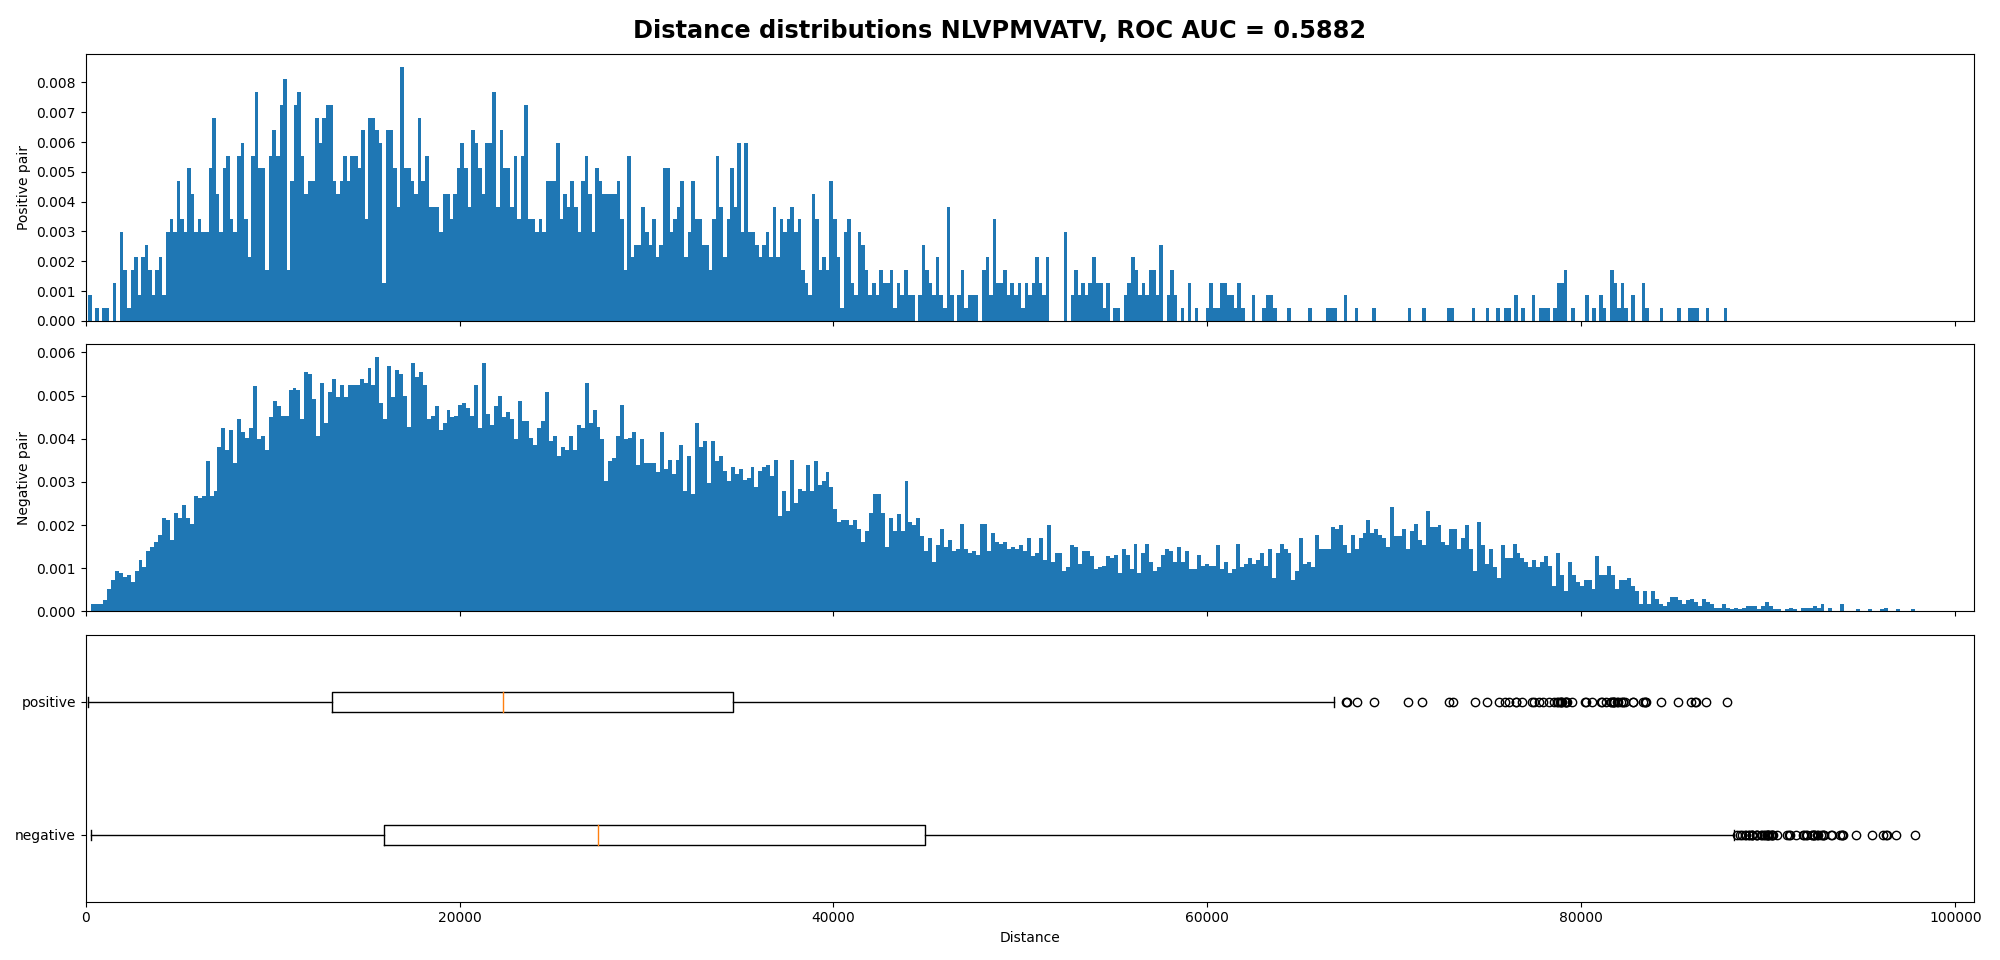 Distance distributions NLVPMVATV, ROC AUC = 0.5882
Positive pair
0.008
0.007
0.006
0.005
0.004
0.003
0.002
0.001
0.000
Negative pair
0.006
0.005
0.004
0.003
0.002
0.001
0.000
positive
negative
0 20000 40000 60000 80000 100000
Distance